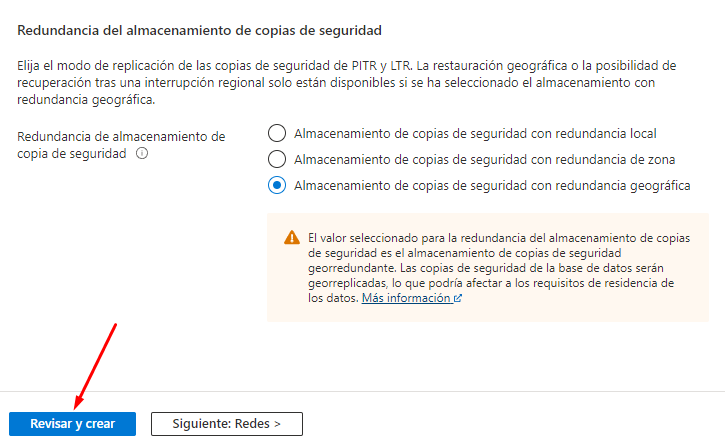 Redundancia del almacenamiento de copias de seguridad
Elija el modo de replicación de las copias de seguridad de PITR y LTR. La restauración geográfica o la posibilidad de
recuperación tras una interrupción regional solo están disponibles si se ha seleccionado el almacenamiento con
redundancia geográfica.
Redundancia de almacenamiento de
copia de seguridad
Almacenamiento de copias de seguridad con redundancia local
Almacenamiento de copias de seguridad con redundancia de zona
Almacenamiento de copias de seguridad con redundancia geográfica
El valor seleccionado para la redundancia del almacenamiento de copias
de seguridad es el almacenamiento de copias de seguridad
georredundante. Las copias de seguridad de la base de datos serán
georreplicadas, lo que podría afectar a los requisitos de residencia de
los datos. Más información
Revisar y crear
Siguiente: Redes >